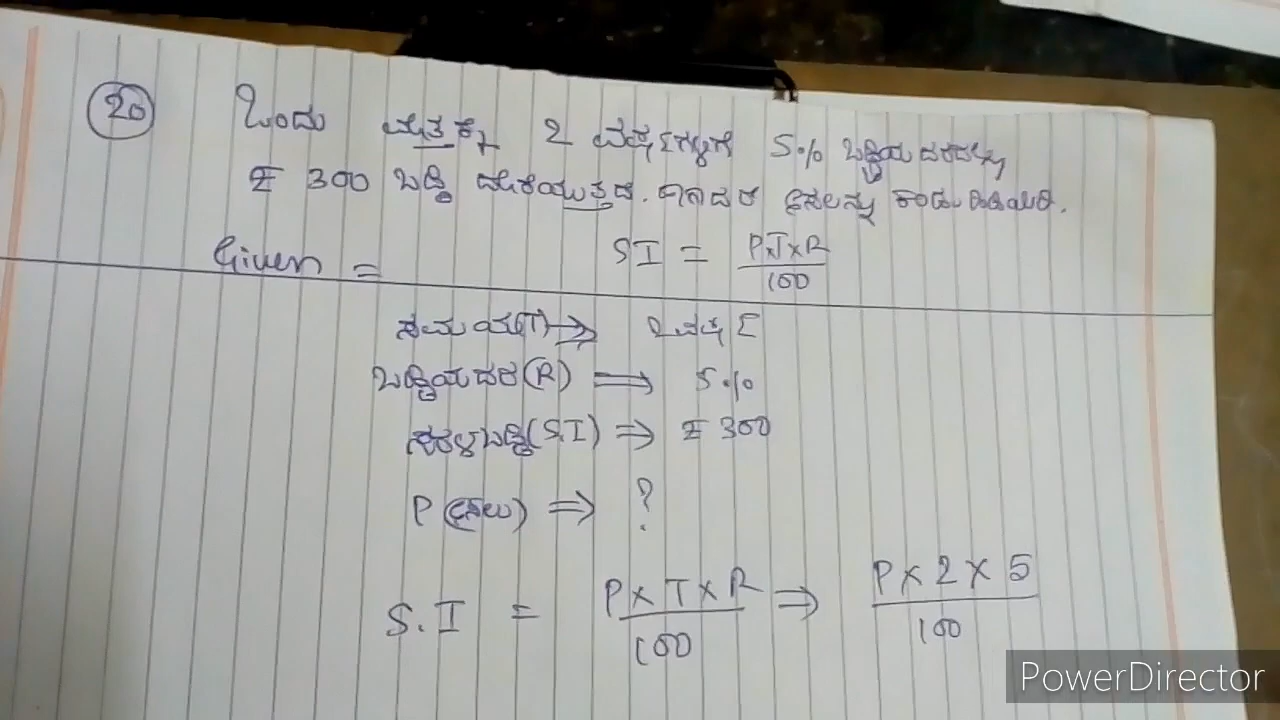 20 ಒಂದು ಮೊತ್ತಕ್ಕೆ 2 ವರ್ಷಗಳಿಗೆ 5% ಬಡ್ಡಿಯ ದರದಲ್ಲಿ
₹ 300 ಬಡ್ಡಿ ದೊರೆಯುತ್ತದೆ. ಹಾಗಾದರೆ ಅಸಲನ್ನು ಕಂಡು ಹಿಡಿಯಿರಿ.
Given = SI = P×T×R / 100
ಸಮಯ(T) ⇒ 2 ವರ್ಷ
ಬಡ್ಡಿಯ ದರ(R) ⇒ 5%
ಸರಳಬಡ್ಡಿ(S.I) ⇒ ₹ 300
P (ಅಸಲು) ⇒ ?
S.I = P × T × R / 100 ⇒ P × 2 × 5 / 100
PowerDirector